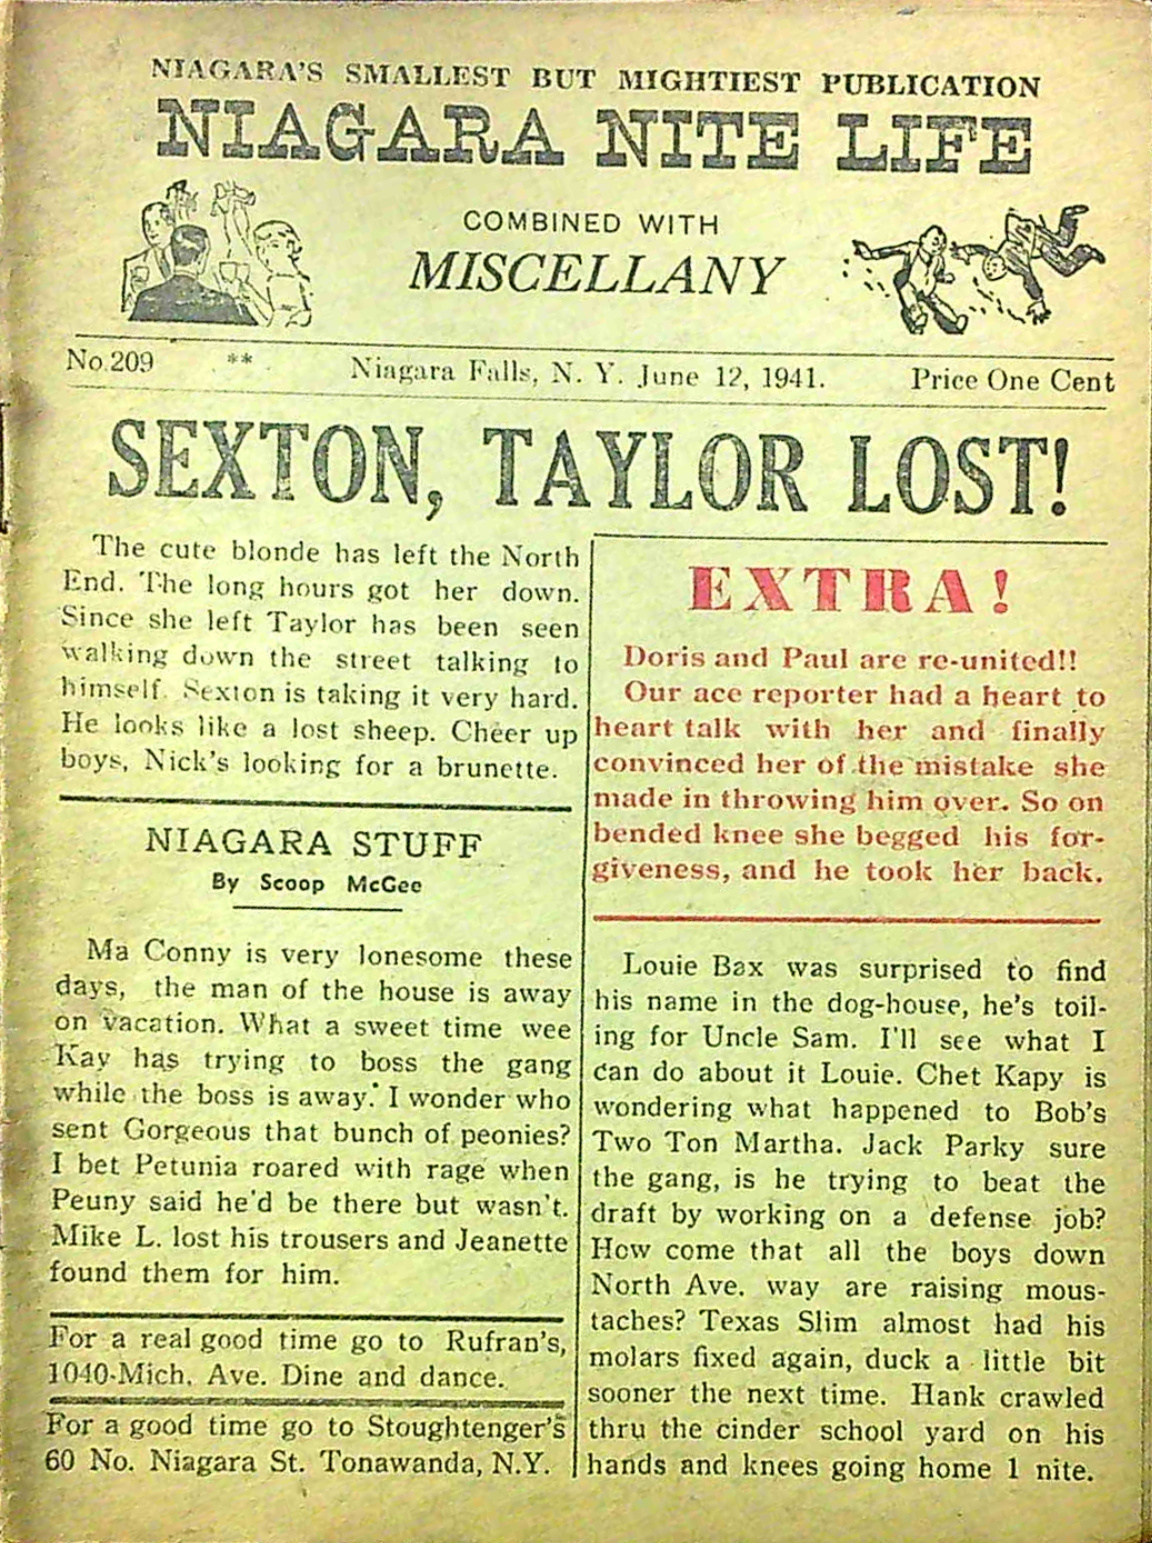 NIAGARA'S SMALLEST BUT MIGHTIEST PUBLICATION
NIAGARA NITE LIFE
COMBINED WITH
MISCELLANY
No.209 ** Niagara Falls, N. Y. June 12, 1941. Price One Cent
SEXTON, TAYLOR LOST!
The cute blonde has left the North
End. The long hours got her down.
Since she left Taylor has been seen
walking down the street talking to
himself. Sexton is taking it very hard.
He looks like a lost sheep. Cheer up
boys, Nick's looking for a brunette.
NIAGARA STUFF
By Scoop McGee
Ma Conny is very lonesome these
days, the man of the house is away
on vacation. What a sweet time wee
Kay has trying to boss the gang
while the boss is away. I wonder who
sent Gorgeous that bunch of peonies?
I bet Petunia roared with rage when
Peuny said he'd be there but wasn't.
Mike L. lost his trousers and Jeanette
found them for him.
For a real good time go to Rufran's,
1040-Mich. Ave. Dine and dance.
For a good time go to Stoughtenger's
60 No. Niagara St. Tonawanda, N.Y.
EXTRA!
Doris and Paul are re-united!!
Our ace reporter had a heart to
heart talk with her and finally
convinced her of the mistake she
made in throwing him over. So on
bended knee she begged his for-
giveness, and he took her back.
Louie Bax was surprised to find
his name in the dog-house, he's toil-
ing for Uncle Sam. I'll see what I
can do about it Louie. Chet Kapy is
wondering what happened to Bob's
Two Ton Martha. Jack Parky sure
the gang, is he trying to beat the
draft by working on a defense job?
How come that all the boys down
North Ave. way are raising mous-
taches? Texas Slim almost had his
molars fixed again, duck a little bit
sooner the next time. Hank crawled
thru the cinder school yard on his
hands and knees going home 1 nite.